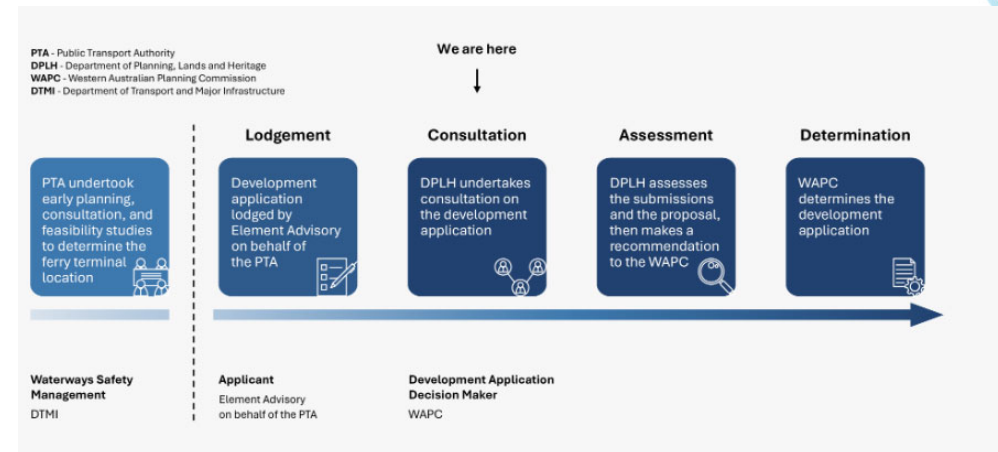 PTA - Public Transport Authority
DPLH - Department of Planning, Lands and Heritage
WAPC - Western Australian Planning Commission
DTMI - Department of Transport and Major Infrastructure
We are here
Lodgement
Consultation
Assessment
Determination
PTA undertook
early planning,
consultation, and
feasibility studies
to determine the
ferry terminal
location
Development
application
lodged by
Element Advisory
on behalf of
the PTA
DPLH undertakes
consultation on
the development
application
DPLH assesses
the submissions
and the proposal,
then makes a
recommendation
to the WAPC
WAPC
determines the
development
application
Waterways Safety
Management
DTMI
Applicant
Element Advisory
on behalf of the PTA
Development Application
Decision Maker
WAPC